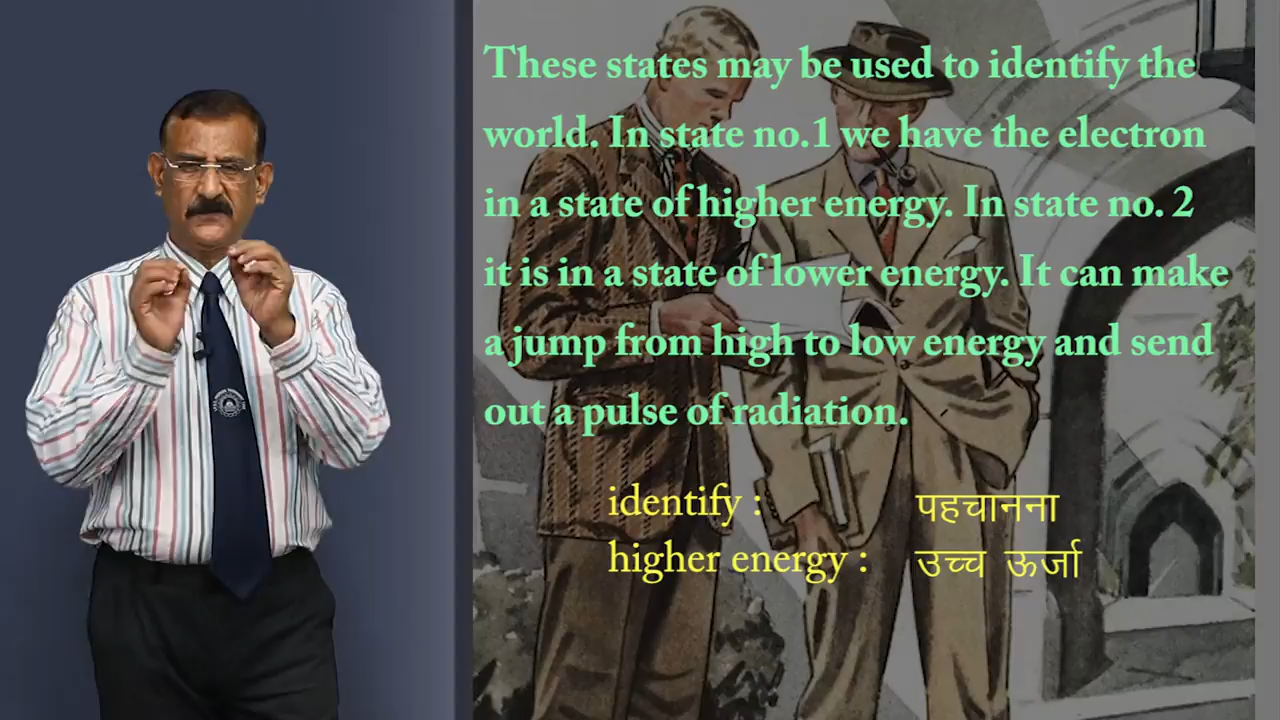 These states may be used to identify the
world. In state no.1 we have the electron
in a state of higher energy. In state no. 2
it is in a state of lower energy. It can make
a jump from high to low energy and send
out a pulse of radiation.
identify : पहचानना
higher energy : उच्च ऊर्जा